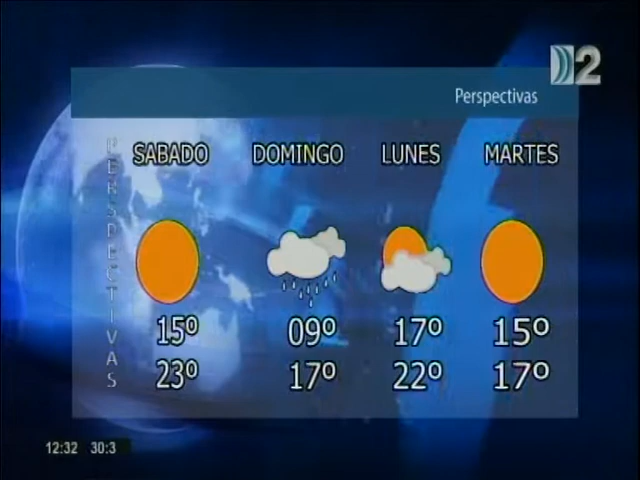 2
Perspectivas
PERSPECTIVAS
SABADO DOMINGO LUNES MARTES
15º 09º 17º 15º
23º 17º 22º 17º
12:32 30:3